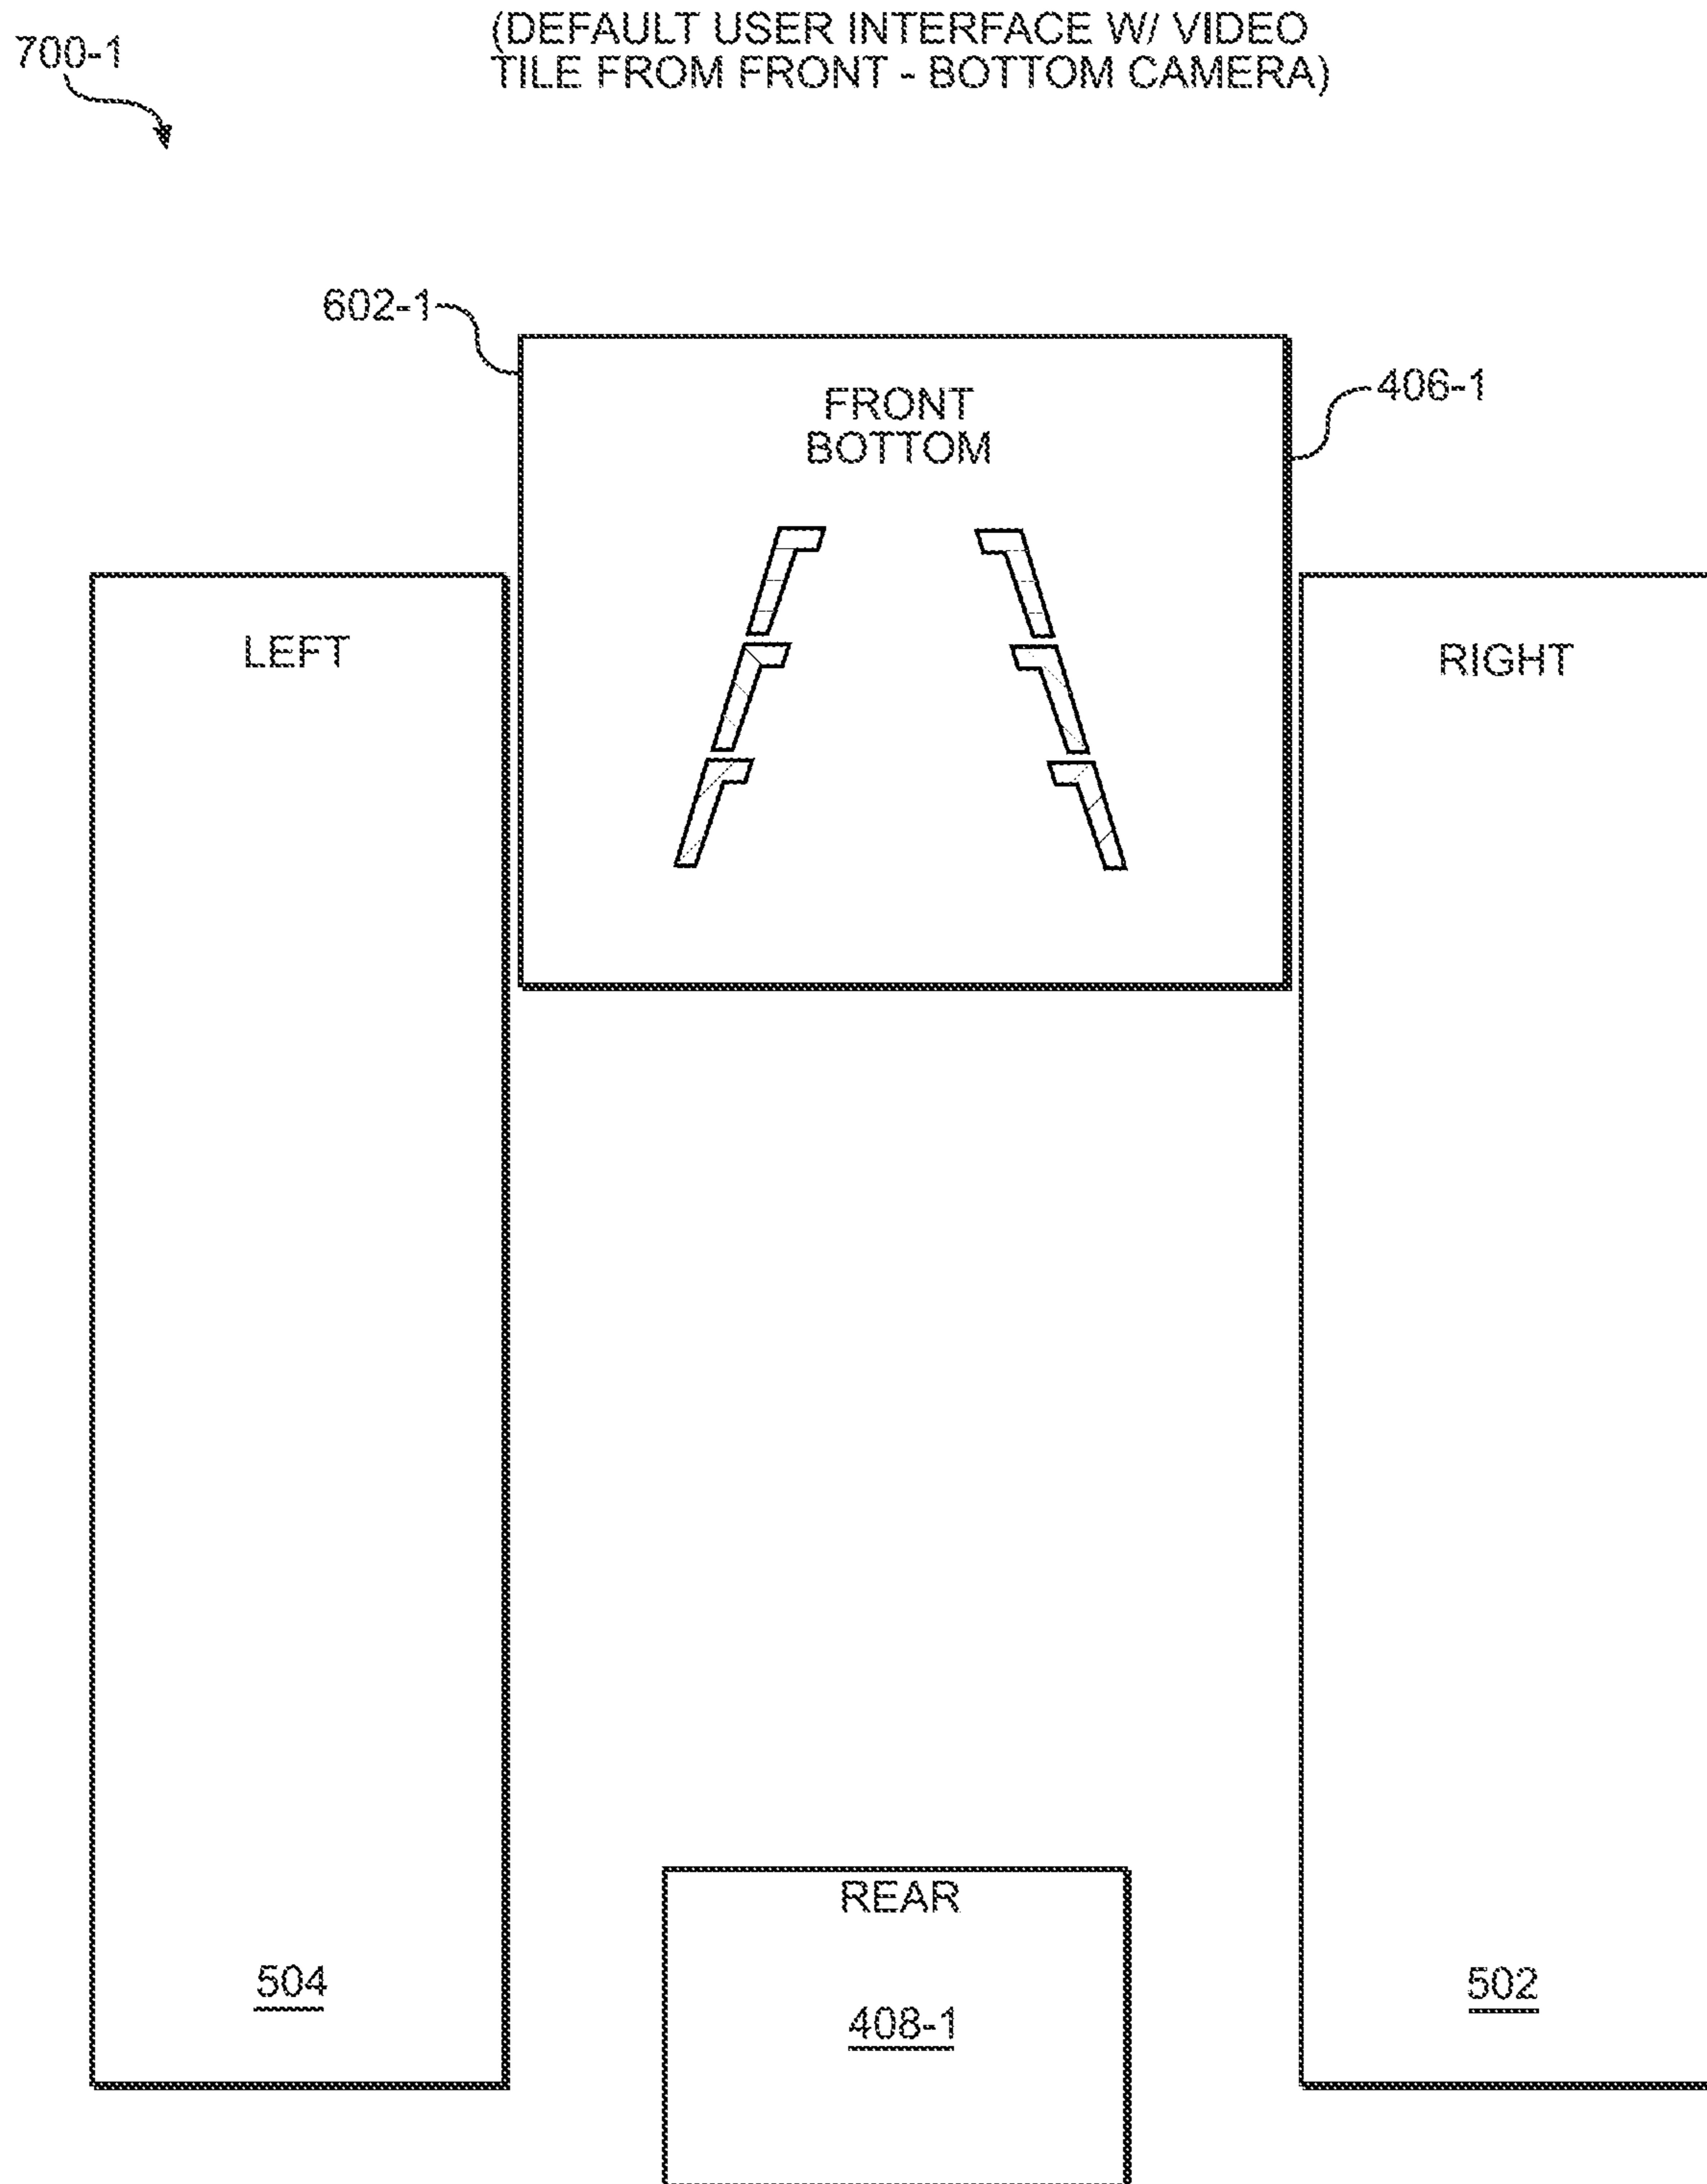 700-1
(DEFAULT USER INTERFACE W/ VIDEO
TILE FROM FRONT - BOTTOM CAMERA)
602-1
406-1
FRONT
BOTTOM
LEFT
RIGHT
REAR
504
408-1
502